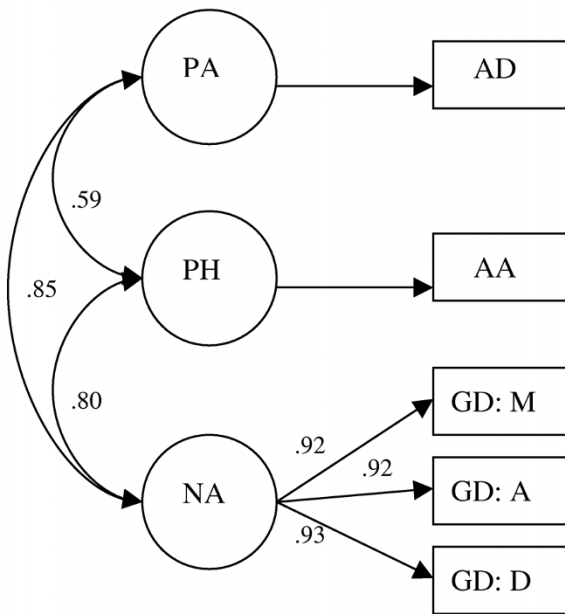 PA
AD
.59
PH
AA
.85
.80
GD: M
.92
.92
NA
GD: A
.93
GD: D